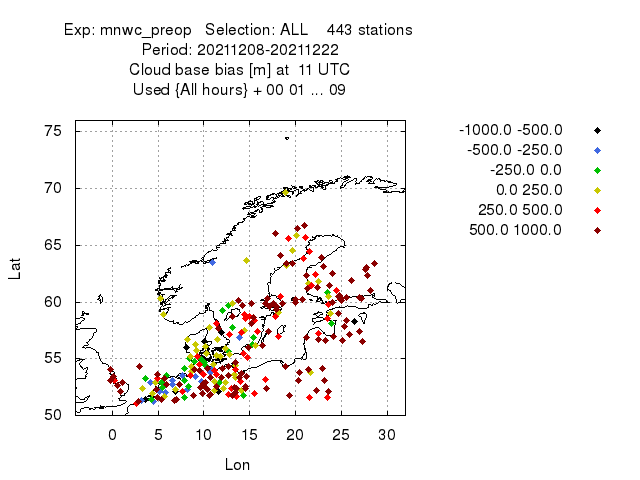 Exp: mnwc_preop   Selection: ALL    443 stations
Period: 20211208-20211222
Cloud base bias [m] at  11 UTC
Used {All hours} + 00 01 ... 09
-1000.0 -500.0
-500.0 -250.0
-250.0 0.0
0.0 250.0
250.0 500.0
500.0 1000.0
75
70
65
60
55
50
Lat
0 5 10 15 20 25 30
Lon